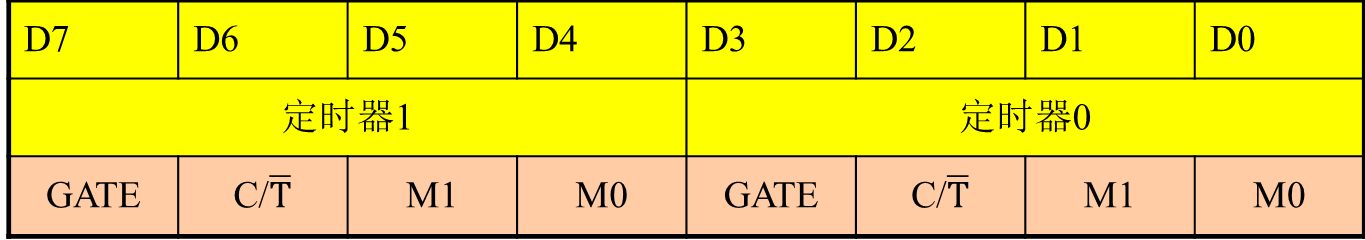 D7 D6 D5 D4 D3 D2 D1 D0
定时器1 定时器0
GATE C/T̅ M1 M0 GATE C/T̅ M1 M0